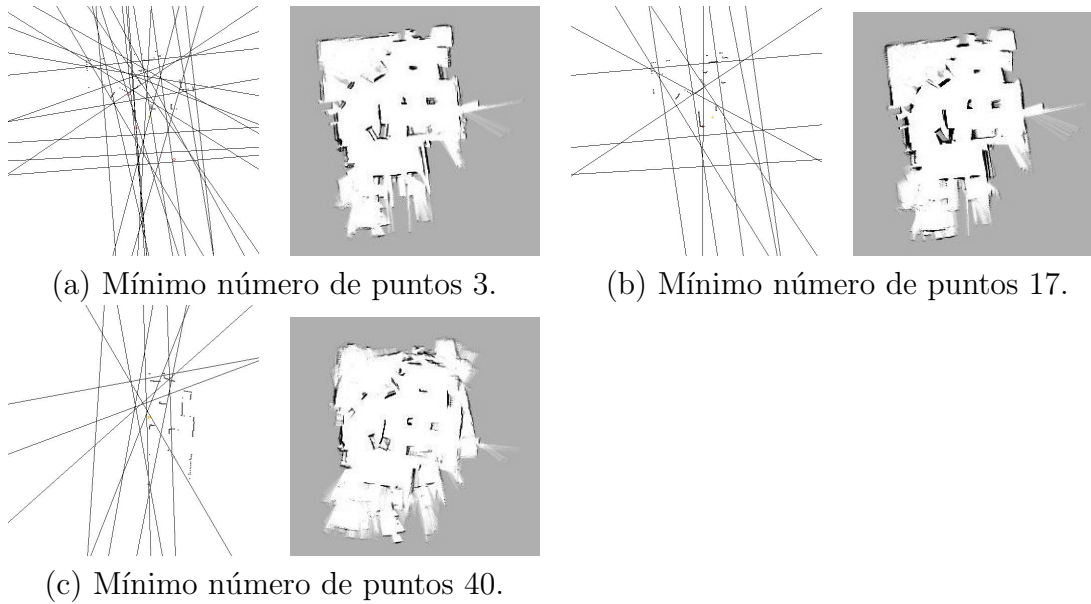 (a) Mínimo número de puntos 3.
(b) Mínimo número de puntos 17.
(c) Mínimo número de puntos 40.